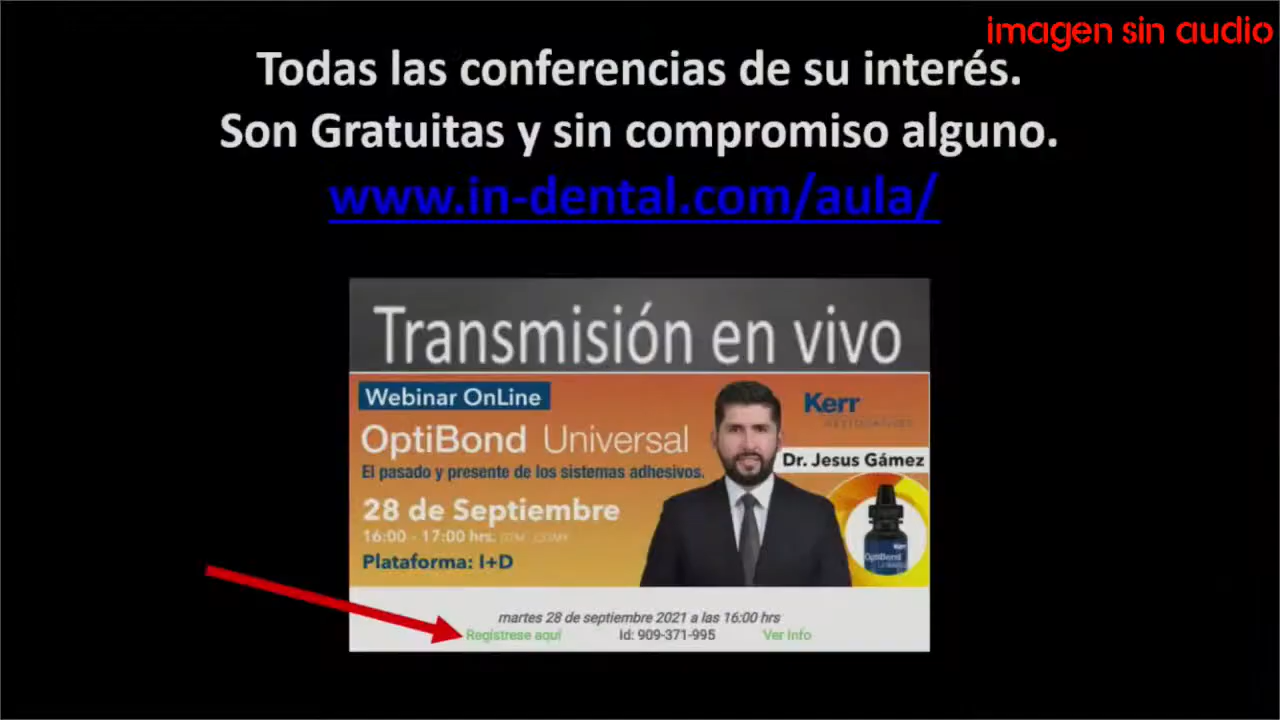 imagen sin audio
Todas las conferencias de su interés.
Son Gratuitas y sin compromiso alguno.
www.in-dental.com/aula/
Transmisión en vivo
Webinar OnLine
Kerr
OptiBond Universal
Dr. Jesus Gámez
El pasado y presente de los sistemas adhesivos.
28 de Septiembre
16:00 - 17:00 hrs.
Plataforma: I+D
Kerr
OptiBond
martes 28 de septiembre 2021 a las 16:00 hrs
Regístrese aquí Id: 909-371-995 Ver Info